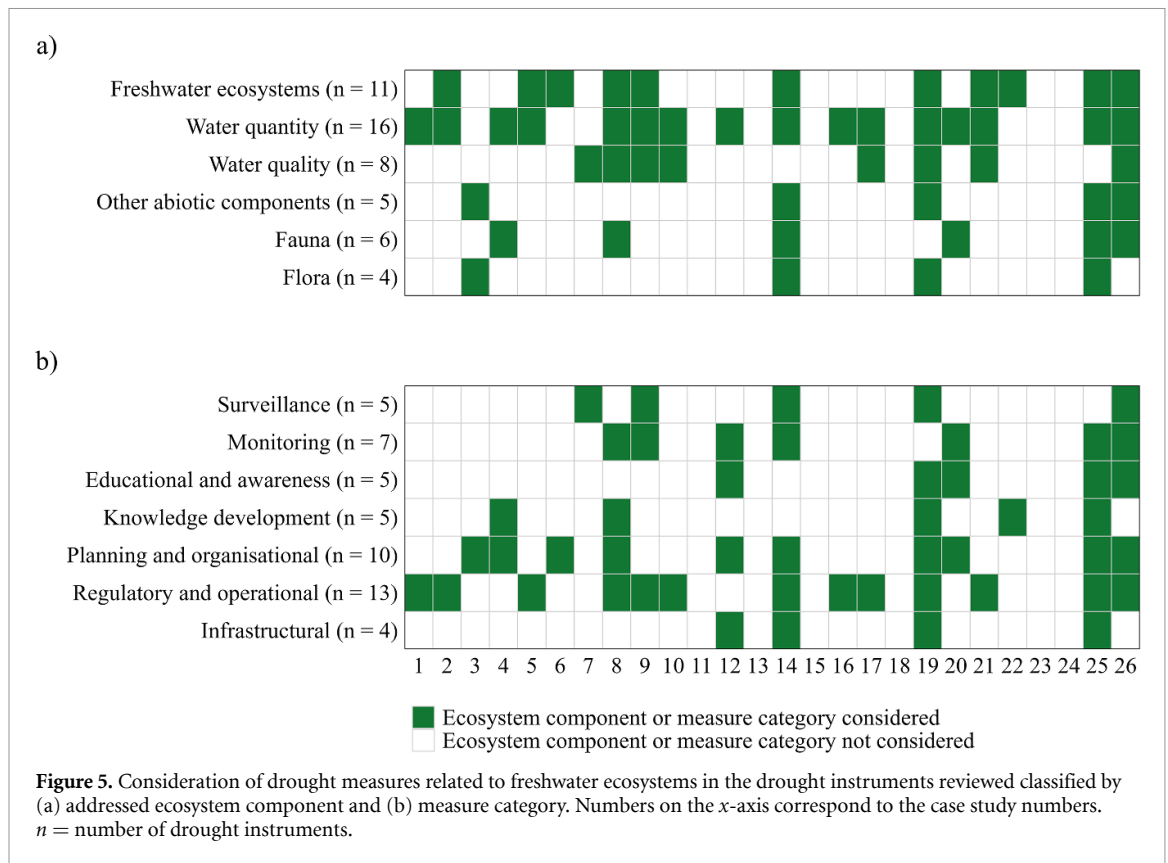 a)
Freshwater ecosystems (n = 11)
Water quantity (n = 16)
Water quality (n = 8)
Other abiotic components (n = 5)
Fauna (n = 6)
Flora (n = 4)
b)
Surveillance (n = 5)
Monitoring (n = 7)
Educational and awareness (n = 5)
Knowledge development (n = 5)
Planning and organisational (n = 10)
Regulatory and operational (n = 13)
Infrastructural (n = 4)
1 2 3 4 5 6 7 8 9 10 11 12 13 14 15 16 17 18 19 20 21 22 23 24 25 26
Ecosystem component or measure category considered
Ecosystem component or measure category not considered
Figure 5. Consideration of drought measures related to freshwater ecosystems in the drought instruments reviewed classified by
(a) addressed ecosystem component and (b) measure category. Numbers on the x-axis correspond to the case study numbers.
n = number of drought instruments.